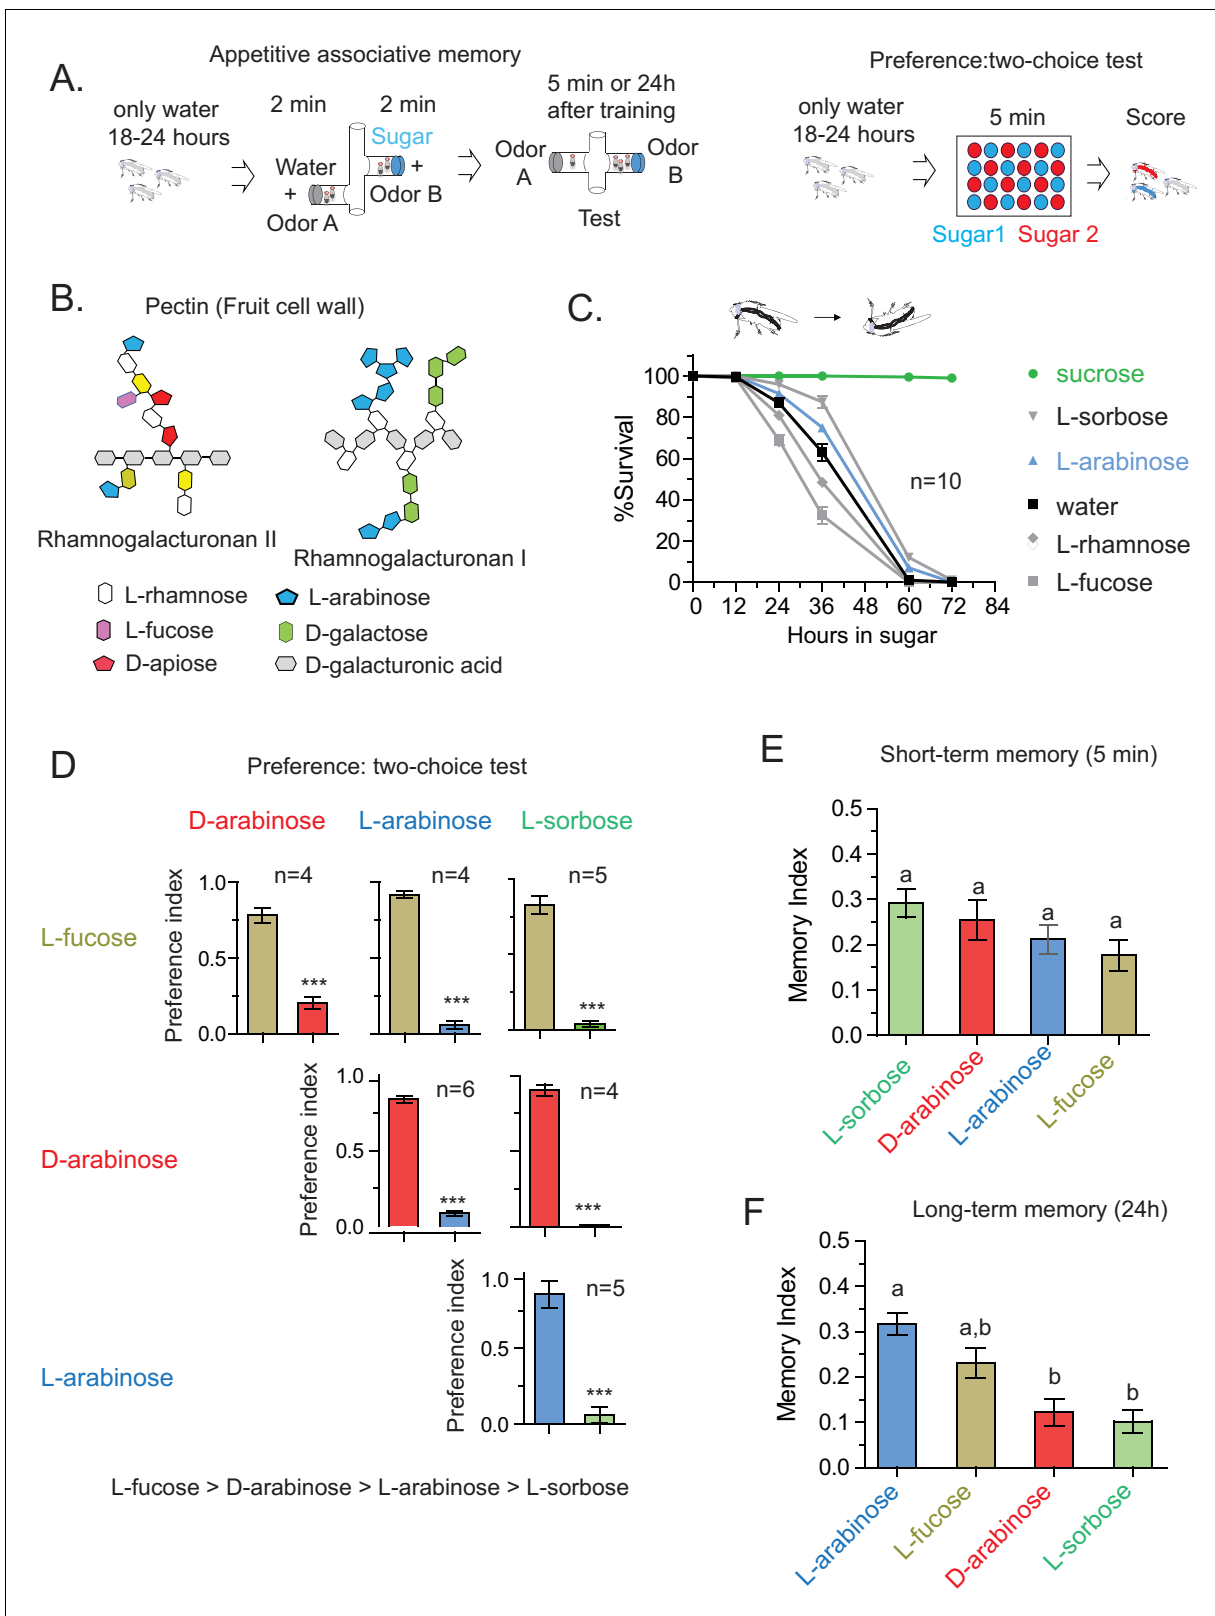 A.
Appetitive associative memory
only water
18-24 hours
2 min
2 min
Sugar
Water
+
Odor A
+
Odor B
5 min or 24h
after training
Odor
A
Odor
B
Test
Preference:two-choice test
only water
18-24 hours
5 min
Score
Sugar1 Sugar 2
B.
Pectin (Fruit cell wall)
Rhamnogalacturonan II
Rhamnogalacturonan I
L-rhamnose
L-arabinose
L-fucose
D-galactose
D-apiose
D-galacturonic acid
C.
%Survival
100
80
60
40
20
0
0 12 24 36 48 60 72 84
Hours in sugar
n=10
sucrose
L-sorbose
L-arabinose
water
L-rhamnose
L-fucose
D
Preference: two-choice test
D-arabinose L-arabinose L-sorbose
L-fucose
Preference index
1.0
0.5
0.0
n=4
***
n=4
***
n=5
***
D-arabinose
Preference index
1.0
0.5
0.0
n=6
***
n=4
***
L-arabinose
Preference index
1.0
0.5
0.0
n=5
***
L-fucose > D-arabinose > L-arabinose > L-sorbose
E
Short-term memory (5 min)
Memory Index
0.5
0.4
0.3
0.2
0.1
0.0
a
a
a
a
L-sorbose
D-arabinose
L-arabinose
L-fucose
F
Long-term memory (24h)
Memory Index
0.5
0.4
0.3
0.2
0.1
0.0
a
a,b
b
b
L-arabinose
L-fucose
D-arabinose
L-sorbose